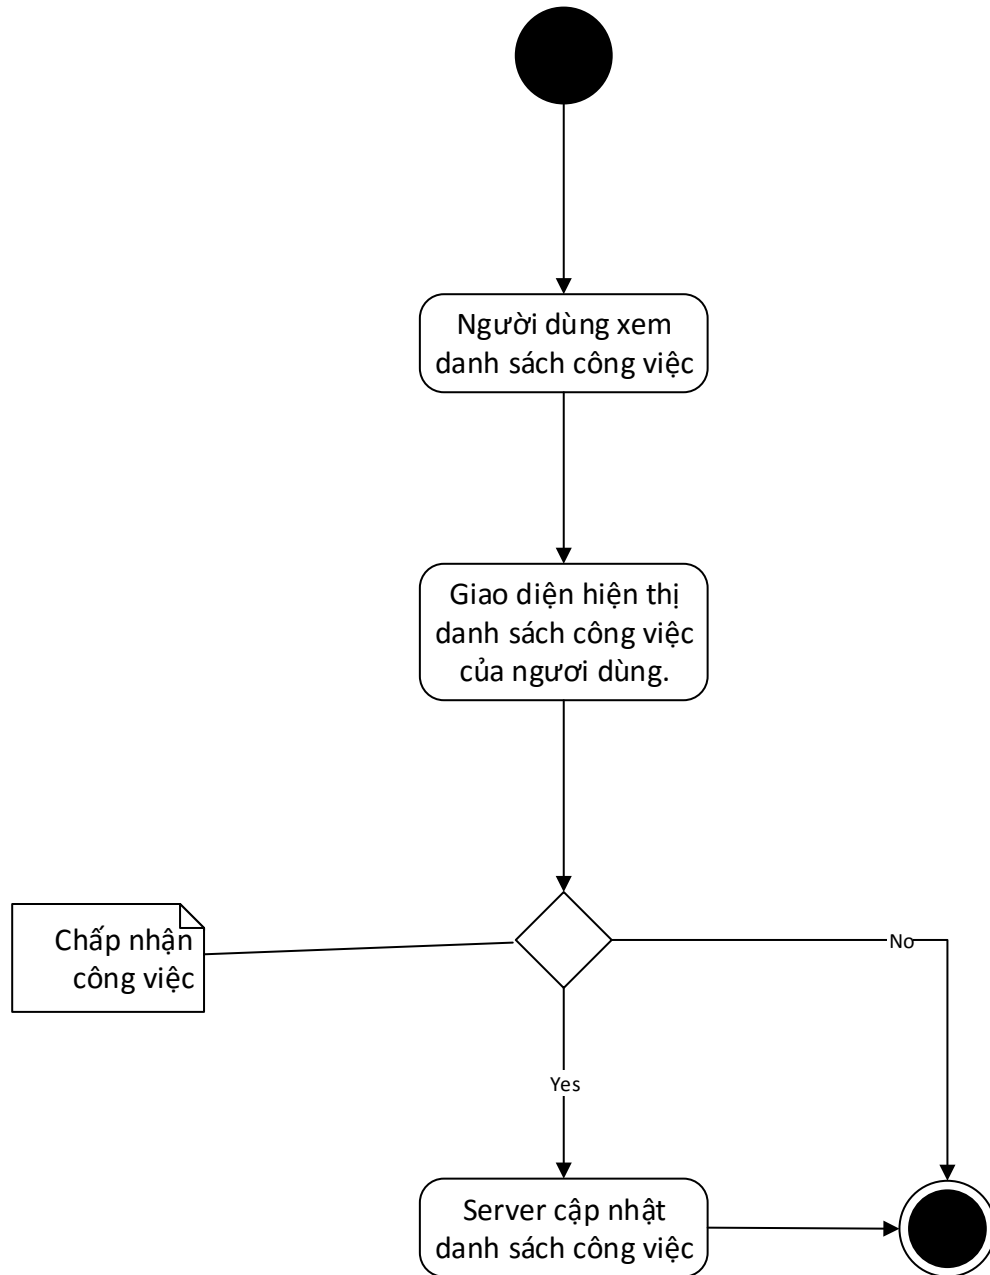 Người dùng xem
danh sách công việc
Giao diện hiện thị
danh sách công việc
của ngươi dùng.
Chấp nhận
công việc
No
Yes
Server cập nhật
danh sách công việc